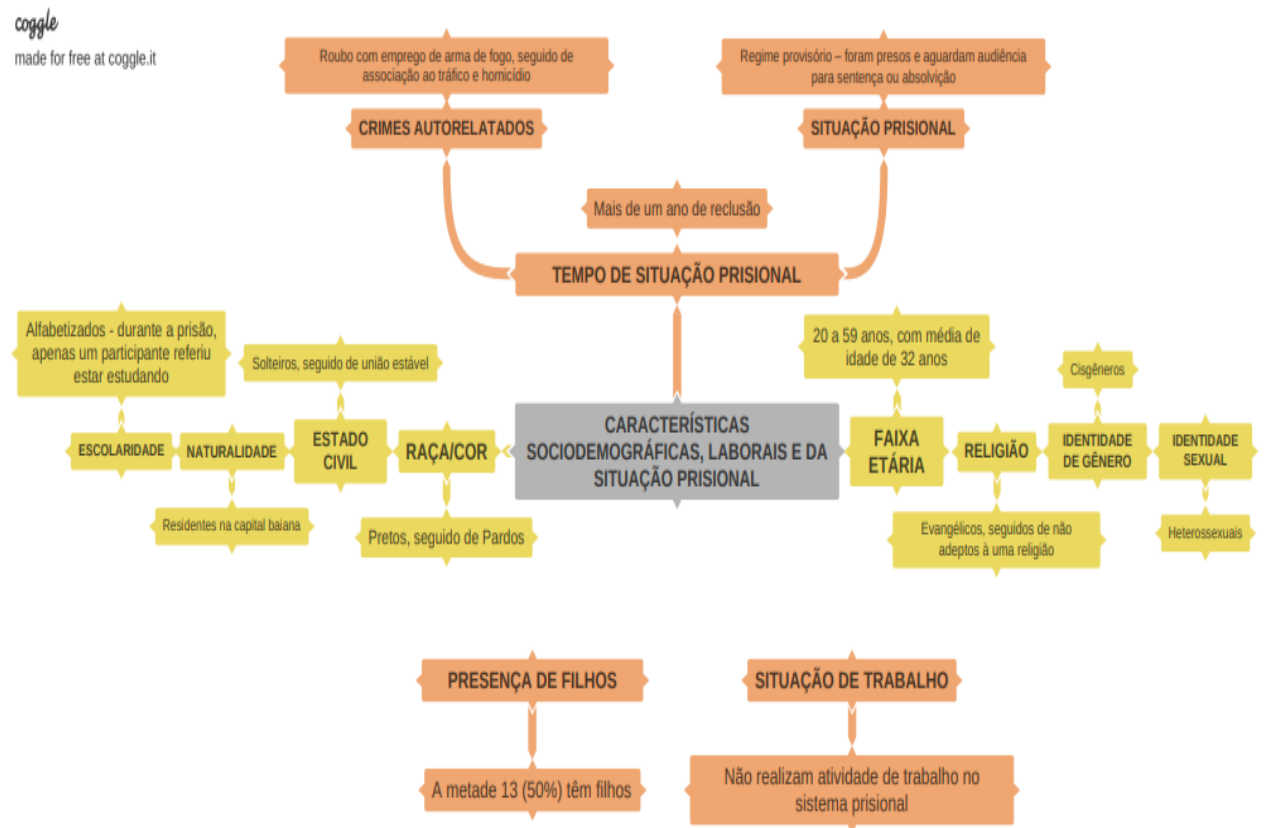 coggle
made for free at coggle.it
Roubo com emprego de arma de fogo, seguido de
associação ao tráfico e homicídio
Regime provisório – foram presos e aguardam audiência
para sentença ou absolvição
CRIMES AUTORELATADOS
SITUAÇÃO PRISIONAL
Mais de um ano de reclusão
TEMPO DE SITUAÇÃO PRISIONAL
Alfabetizados - durante a prisão,
apenas um participante referiu
estar estudando
Solteiros, seguido de união estável
20 a 59 anos, com média de
idade de 32 anos
Cisgêneros
ESCOLARIDADE
NATURALIDADE
ESTADO
CIVIL
RAÇA/COR
CARACTERÍSTICAS
SOCIODEMOGRÁFICAS, LABORAIS E DA
SITUAÇÃO PRISIONAL
FAIXA
ETÁRIA
RELIGIÃO
IDENTIDADE
DE GÊNERO
IDENTIDADE
SEXUAL
Residentes na capital baiana
Pretos, seguido de Pardos
Evangélicos, seguidos de não
adeptos à uma religião
Heterossexuais
PRESENÇA DE FILHOS
SITUAÇÃO DE TRABALHO
A metade 13 (50%) têm filhos
Não realizam atividade de trabalho no
sistema prisional